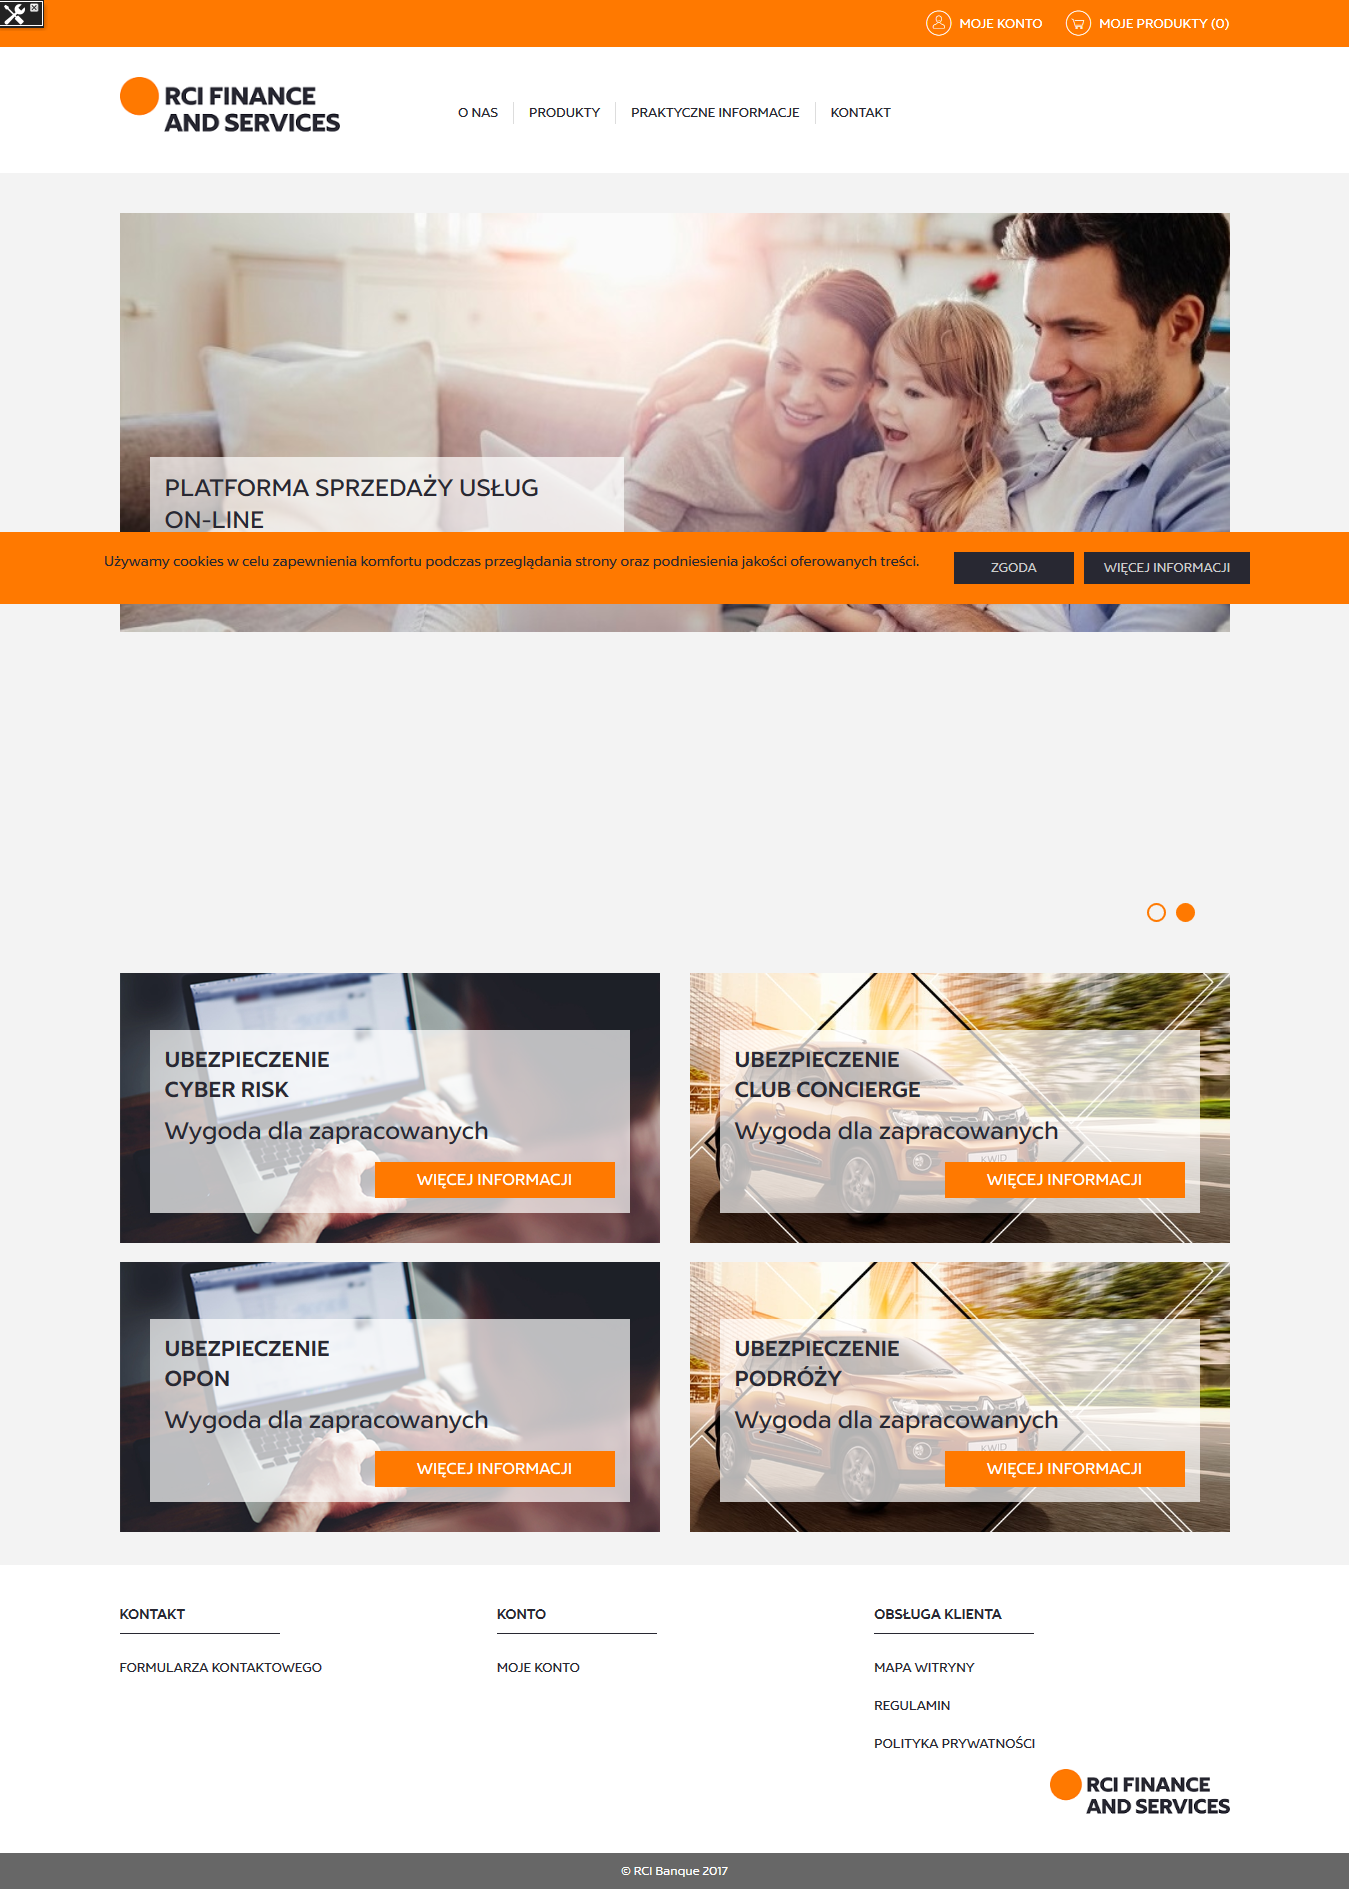 MOJE KONTO
MOJE PRODUKTY (0)
RCI FINANCE
AND SERVICES
O NAS
PRODUKTY
PRAKTYCZNE INFORMACJE
KONTAKT
PLATFORMA SPRZEDAŻY USŁUG
ON-LINE
Używamy cookies w celu zapewnienia komfortu podczas przeglądania strony oraz podniesienia jakości oferowanych treści.
ZGODA
WIĘCEJ INFORMACJI
UBEZPIECZENIE
CYBER RISK
Wygoda dla zapracowanych
WIĘCEJ INFORMACJI
UBEZPIECZENIE
CLUB CONCIERGE
Wygoda dla zapracowanych
KWID
WIĘCEJ INFORMACJI
UBEZPIECZENIE
OPON
Wygoda dla zapracowanych
WIĘCEJ INFORMACJI
UBEZPIECZENIE
PODRÓŻY
Wygoda dla zapracowanych
KWID
WIĘCEJ INFORMACJI
KONTAKT
FORMULARZA KONTAKTOWEGO
KONTO
MOJE KONTO
OBSŁUGA KLIENTA
MAPA WITRYNY
REGULAMIN
POLITYKA PRYWATNOŚCI
RCI FINANCE
AND SERVICES
© RCI Banque 2017